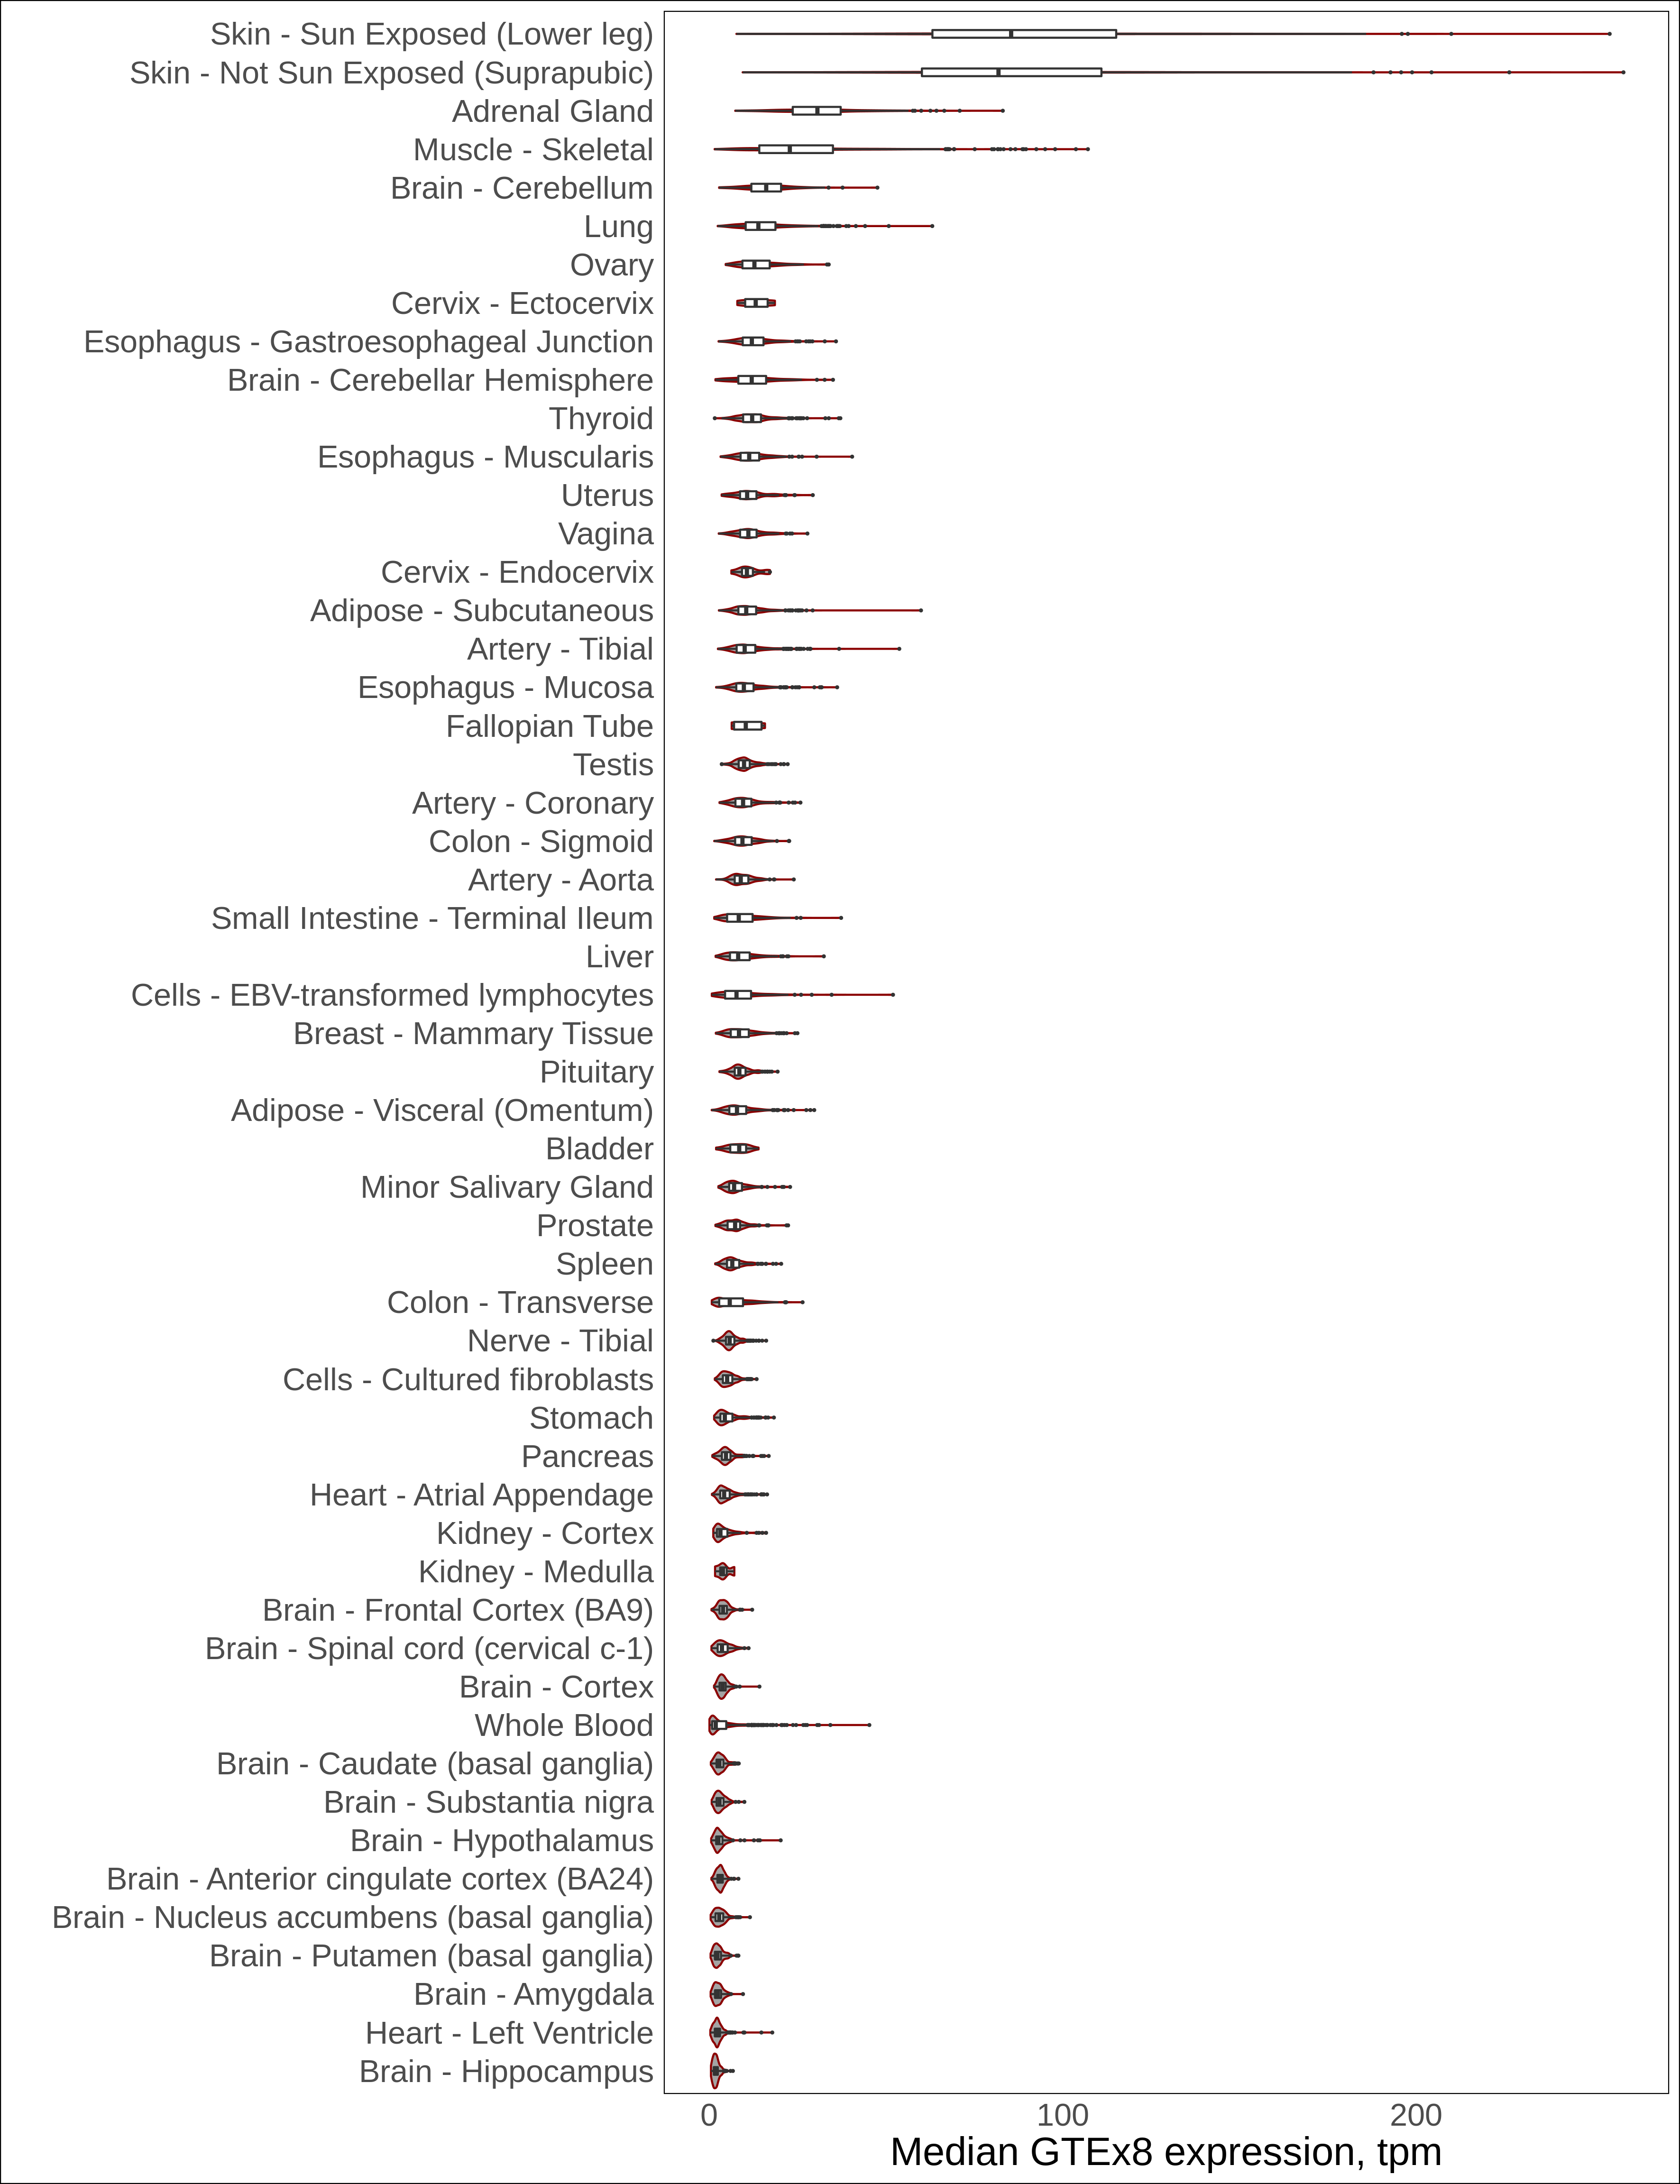 Skin - Sun Exposed (Lower leg)
Skin - Not Sun Exposed (Suprapubic)
Adrenal Gland
Muscle - Skeletal
Brain - Cerebellum
Lung
Ovary
Cervix - Ectocervix
Esophagus - Gastroesophageal Junction
Brain - Cerebellar Hemisphere
Thyroid
Esophagus - Muscularis
Uterus
Vagina
Cervix - Endocervix
Adipose - Subcutaneous
Artery - Tibial
Esophagus - Mucosa
Fallopian Tube
Testis
Artery - Coronary
Colon - Sigmoid
Artery - Aorta
Small Intestine - Terminal Ileum
Liver
Cells - EBV-transformed lymphocytes
Breast - Mammary Tissue
Pituitary
Adipose - Visceral (Omentum)
Bladder
Minor Salivary Gland
Prostate
Spleen
Colon - Transverse
Nerve - Tibial
Cells - Cultured fibroblasts
Stomach
Pancreas
Heart - Atrial Appendage
Kidney - Cortex
Kidney - Medulla
Brain - Frontal Cortex (BA9)
Brain - Spinal cord (cervical c-1)
Brain - Cortex
Whole Blood
Brain - Caudate (basal ganglia)
Brain - Substantia nigra
Brain - Hypothalamus
Brain - Anterior cingulate cortex (BA24)
Brain - Nucleus accumbens (basal ganglia)
Brain - Putamen (basal ganglia)
Brain - Amygdala
Heart - Left Ventricle
Brain - Hippocampus
0 100 200
Median GTEx8 expression, tpm